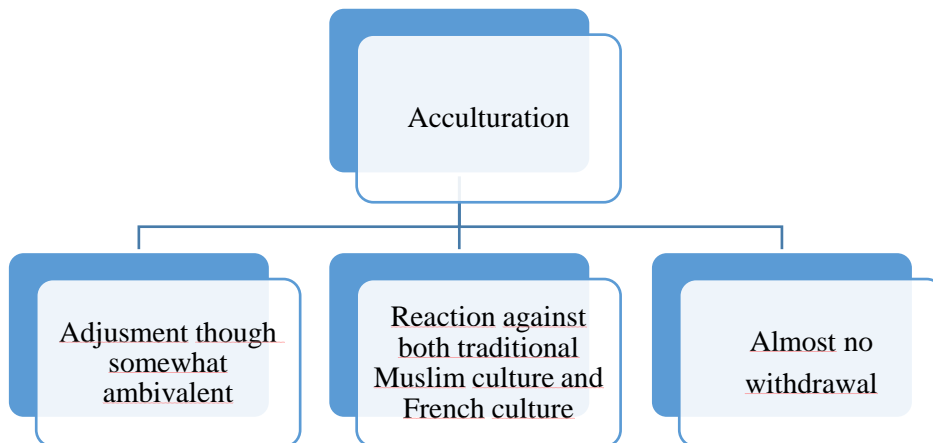 Acculturation
Adjusment though
somewhat
ambivalent
Reaction against
both traditional
Muslim culture and
French culture
Almost no
withdrawal